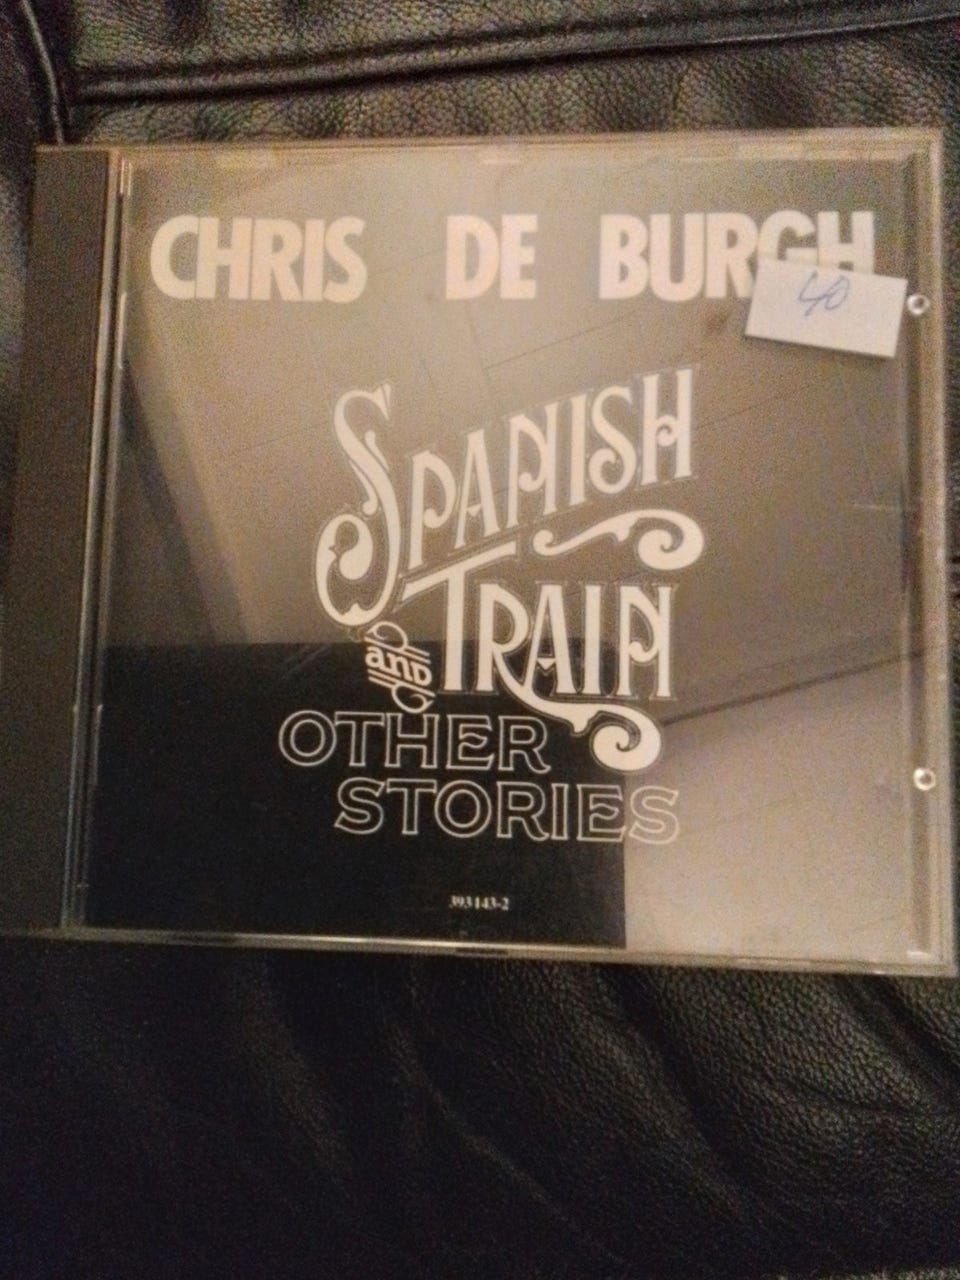 CHRIS DE BURGH
40
SPANISH
TRAIN
AND
OTHER
STORIES
393143-2